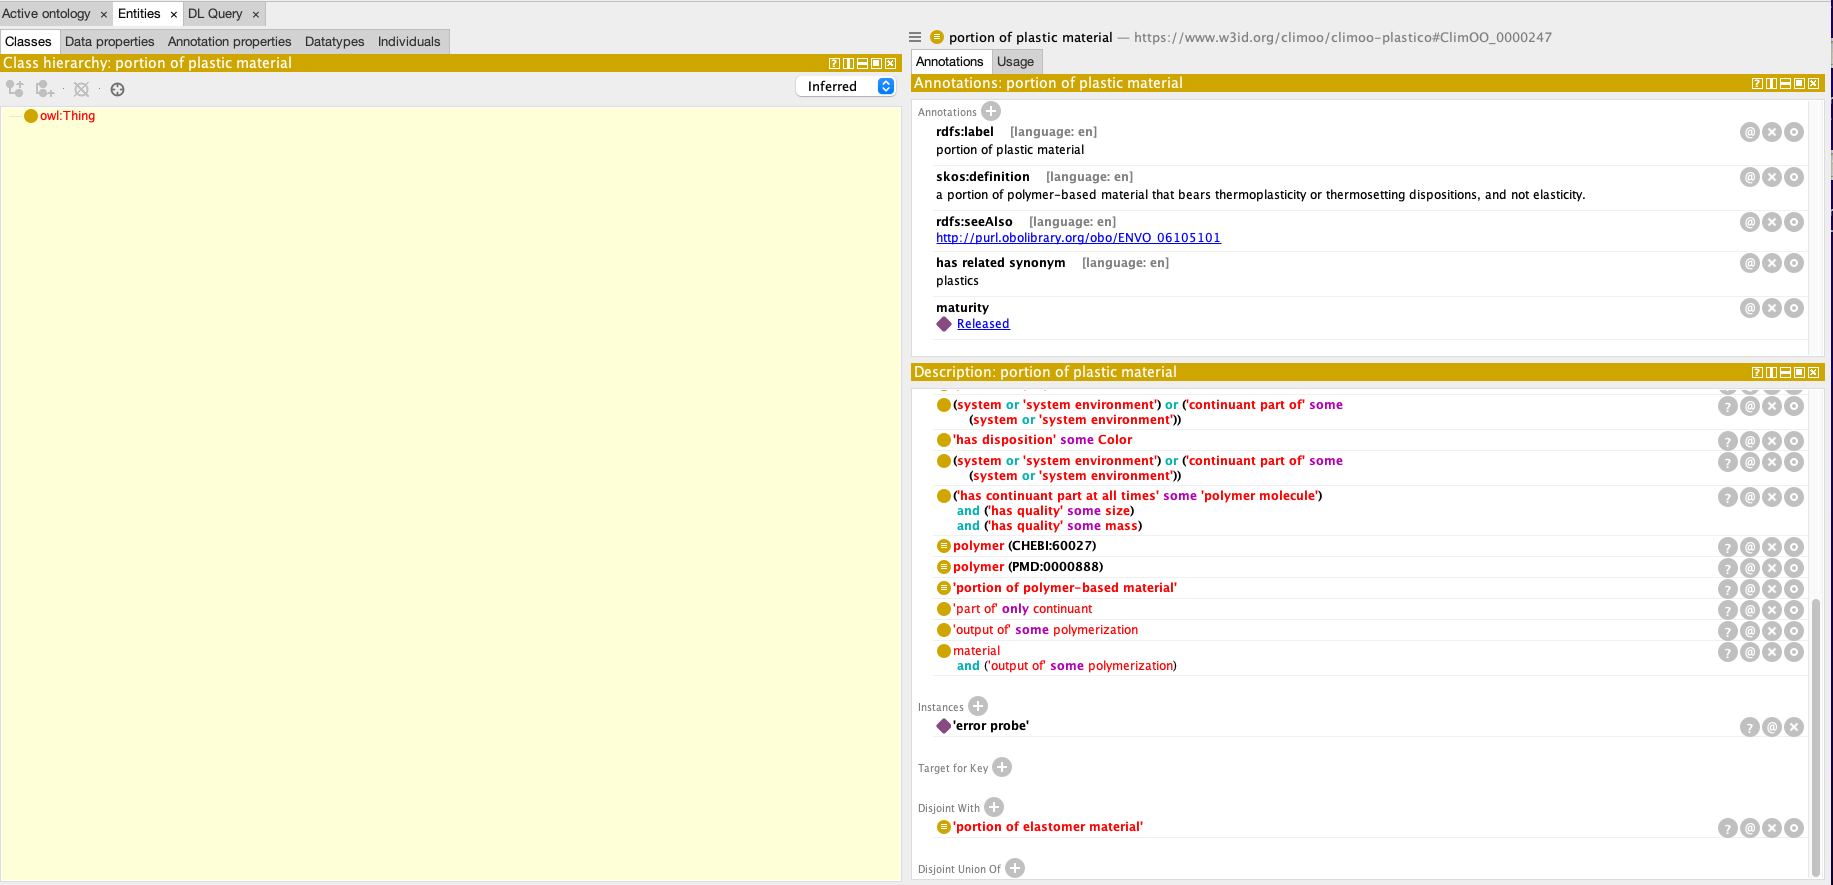 Active ontology × Entities × DL Query ×
Classes Data properties Annotation properties Datatypes Individuals
Class hierarchy: portion of plastic material
Inferred
owl:Thing
portion of plastic material — https://www.w3id.org/climoo/climoo-plastico#ClimOO_0000247
Annotations Usage
Annotations: portion of plastic material
Annotations
rdfs:label [language: en]
portion of plastic material
skos:definition [language: en]
a portion of polymer-based material that bears thermoplasticity or thermosetting dispositions, and not elasticity.
rdfs:seeAlso [language: en]
http://purl.obolibrary.org/obo/ENVO_06105101
has related synonym [language: en]
plastics
maturity
Released
Description: portion of plastic material
(system or 'system environment') or ('continuant part of' some
(system or 'system environment'))
'has disposition' some Color
(system or 'system environment') or ('continuant part of' some
(system or 'system environment'))
('has continuant part at all times' some 'polymer molecule')
and ('has quality' some size)
and ('has quality' some mass)
polymer (CHEBI:60027)
polymer (PMD:0000888)
'portion of polymer-based material'
'part of' only continuant
'output of' some polymerization
material
and ('output of' some polymerization)
Instances
'error probe'
Target for Key
Disjoint With
'portion of elastomer material'
Disjoint Union Of